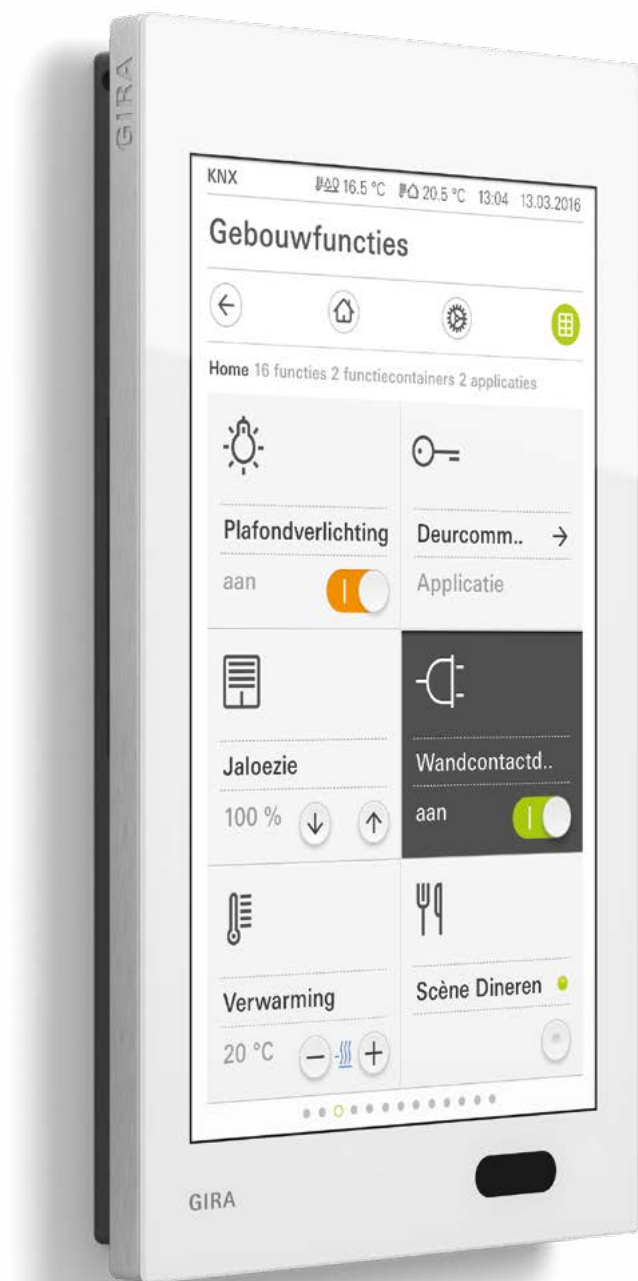 GIRA
KNX 16.5 °C 20.5 °C 13:04 13.03.2016
Gebouwfuncties
Home 16 functies 2 functiecontainers 2 applicaties
Plafondverlichting
aan
Deurcomm..
Applicatie
Jaloezie
100 %
Wandcontactd..
aan
Verwarming
20 °C
Scène Dineren
GIRA